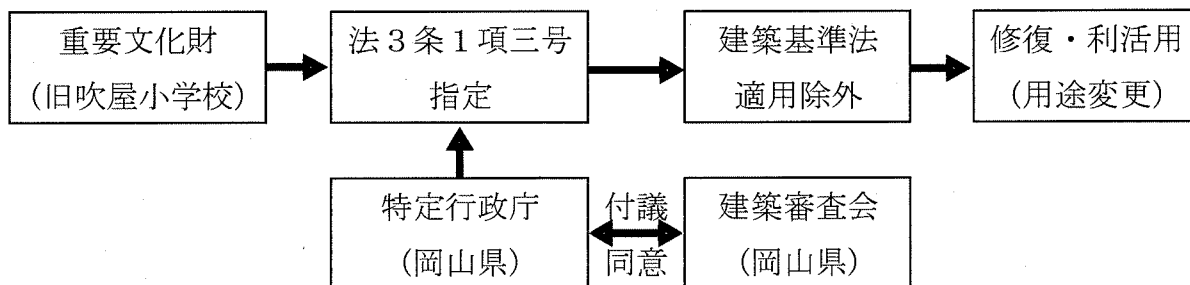 重要文化財
(旧吹屋小学校)
法3条1項三号
指定
建築基準法
適用除外
修復・利活用
(用途変更)
特定行政庁
(岡山県)
付議
同意
建築審査会
(岡山県)